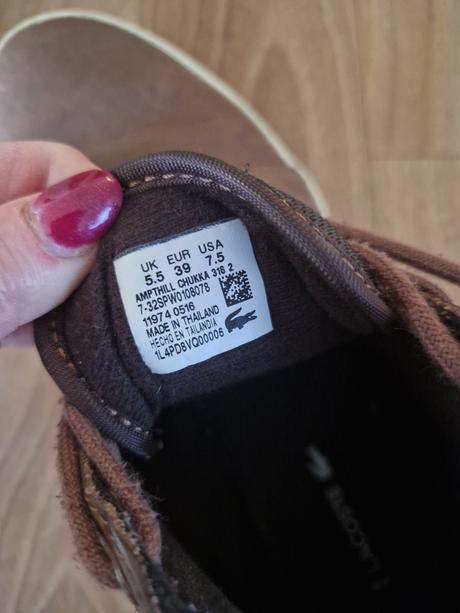 UK EUR USA
5.5 39 7.5
AMPTHILL CHUKKA 316 2
7-32SPW0108078
11974 0516
MADE IN THAILAND
HECHO EN TAILANDIA
1L4PD8VQ00006
LACOSTE